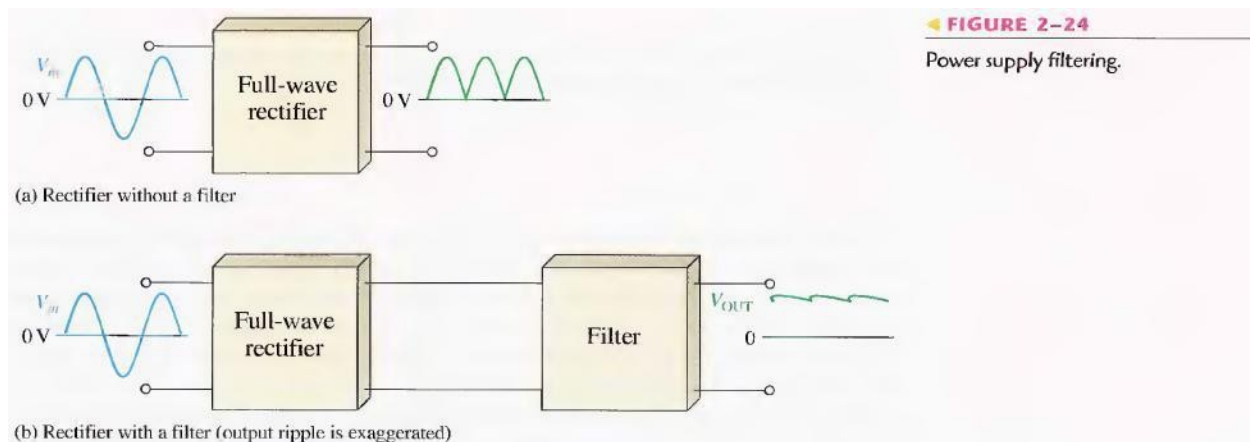 FIGURE 2–24
Power supply filtering.
V_in
0 V
Full-wave
rectifier
0 V
(a) Rectifier without a filter
V_in
0 V
Full-wave
rectifier
Filter
V_OUT
0
(b) Rectifier with a filter (output ripple is exaggerated)